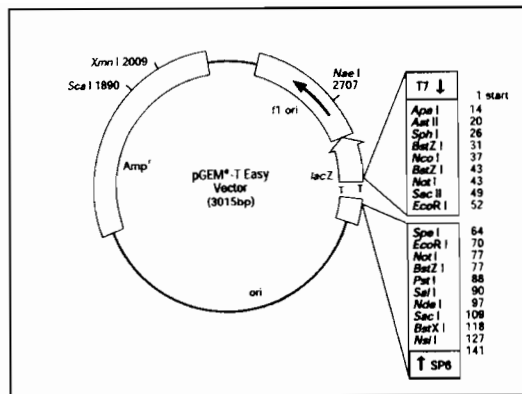 Xmn I 2009
Sca I 1890
Nae I
2707
f1 ori
Amp^r
pGEM®-T Easy
Vector
(3015bp)
lacZ
T T
ori
T7 ↓
1 start
Apa I 14
Aat II 20
Sph I 26
BstZ I 31
Nco I 37
BstZ I 43
Not I 43
Sac II 49
EcoR I 52
Spe I 64
EcoR I 70
Not I 77
BstZ I 77
Pst I 88
Sal I 90
Nde I 97
Sac I 109
BstX I 118
Nsi I 127
141
↑ SP6